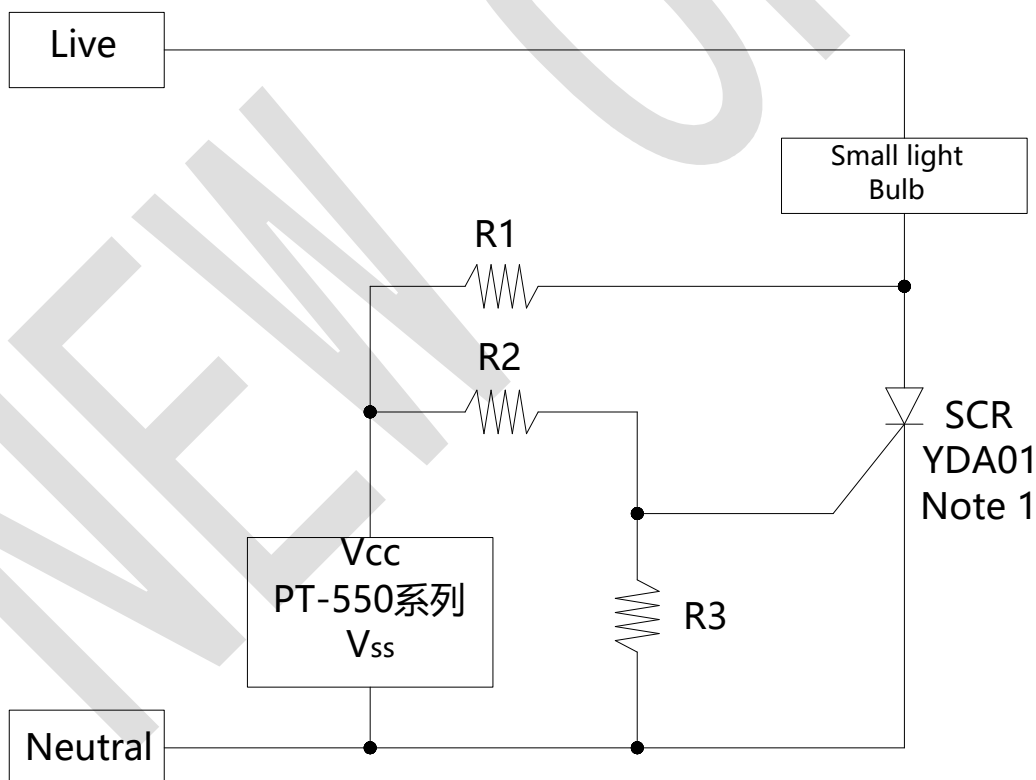 Live
Small light
Bulb
R1
R2
SCR
YDA01
Note 1
Vcc
PT-550系列
Vss
R3
Neutral